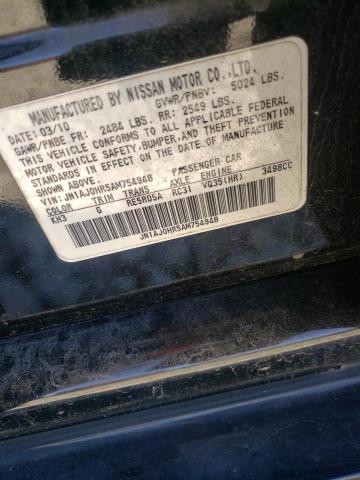 MANUFACTURED BY NISSAN MOTOR CO.,LTD.
DATE: 03/10 GVWR/PNBV: 5024 LBS.
GAWR/PNBE FR: 2484 LBS. RR: 2549 LBS.
THIS VEHICLE CONFORMS TO ALL APPLICABLE FEDERAL
MOTOR VEHICLE SAFETY,BUMPER,AND THEFT PREVENTION
STANDARDS IN EFFECT ON THE DATE OF MANUFACTURE
SHOWN ABOVE.
VIN: JN1AJ0HR5AM754948 PASSENGER CAR
COLOR TRIM TRANS AXLE ENGINE 3498CC
KH3 G RE5R05A RC31 VQ35(HR)
JN1AJ0HR5AM754948